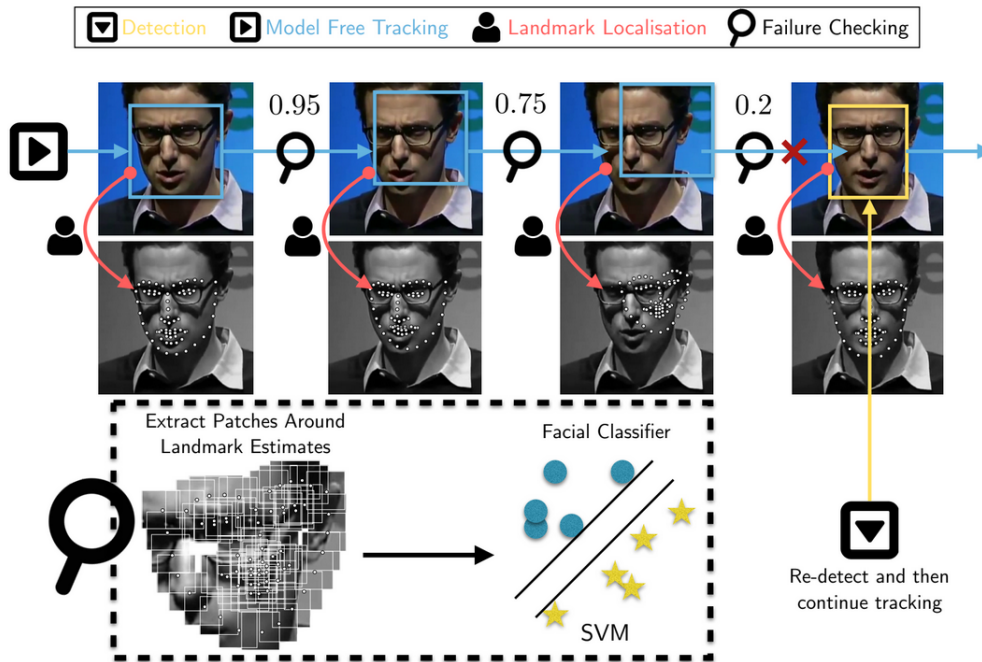 Detection Model Free Tracking Landmark Localisation Failure Checking
0.95 0.75 0.2
Extract Patches Around
Landmark Estimates
Facial Classifier
SVM
Re-detect and then
continue tracking